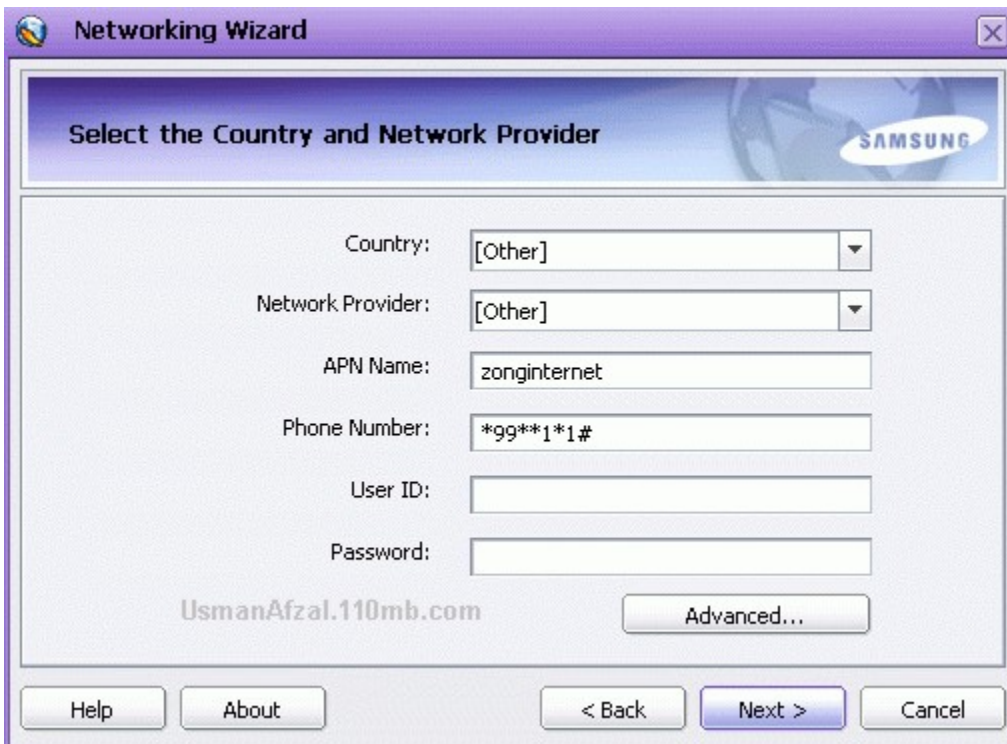 Networking Wizard
Select the Country and Network Provider
SAMSUNG
Country: [Other]
Network Provider: [Other]
APN Name: zonginternet
Phone Number: *99**1*1#
User ID:
Password:
UsmanAfzal.110mb.com
Advanced...
Help About < Back Next > Cancel